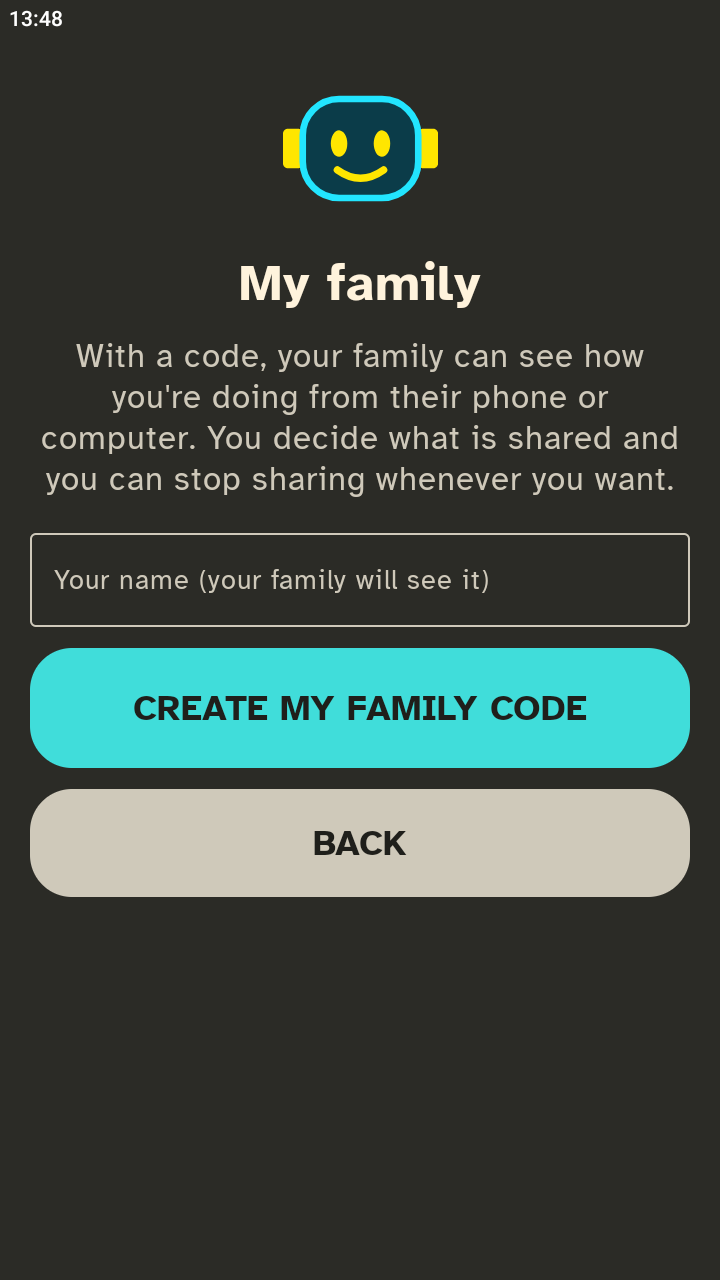 13:48
My family
With a code, your family can see how
you're doing from their phone or
computer. You decide what is shared and
you can stop sharing whenever you want.
Your name (your family will see it)
CREATE MY FAMILY CODE
BACK